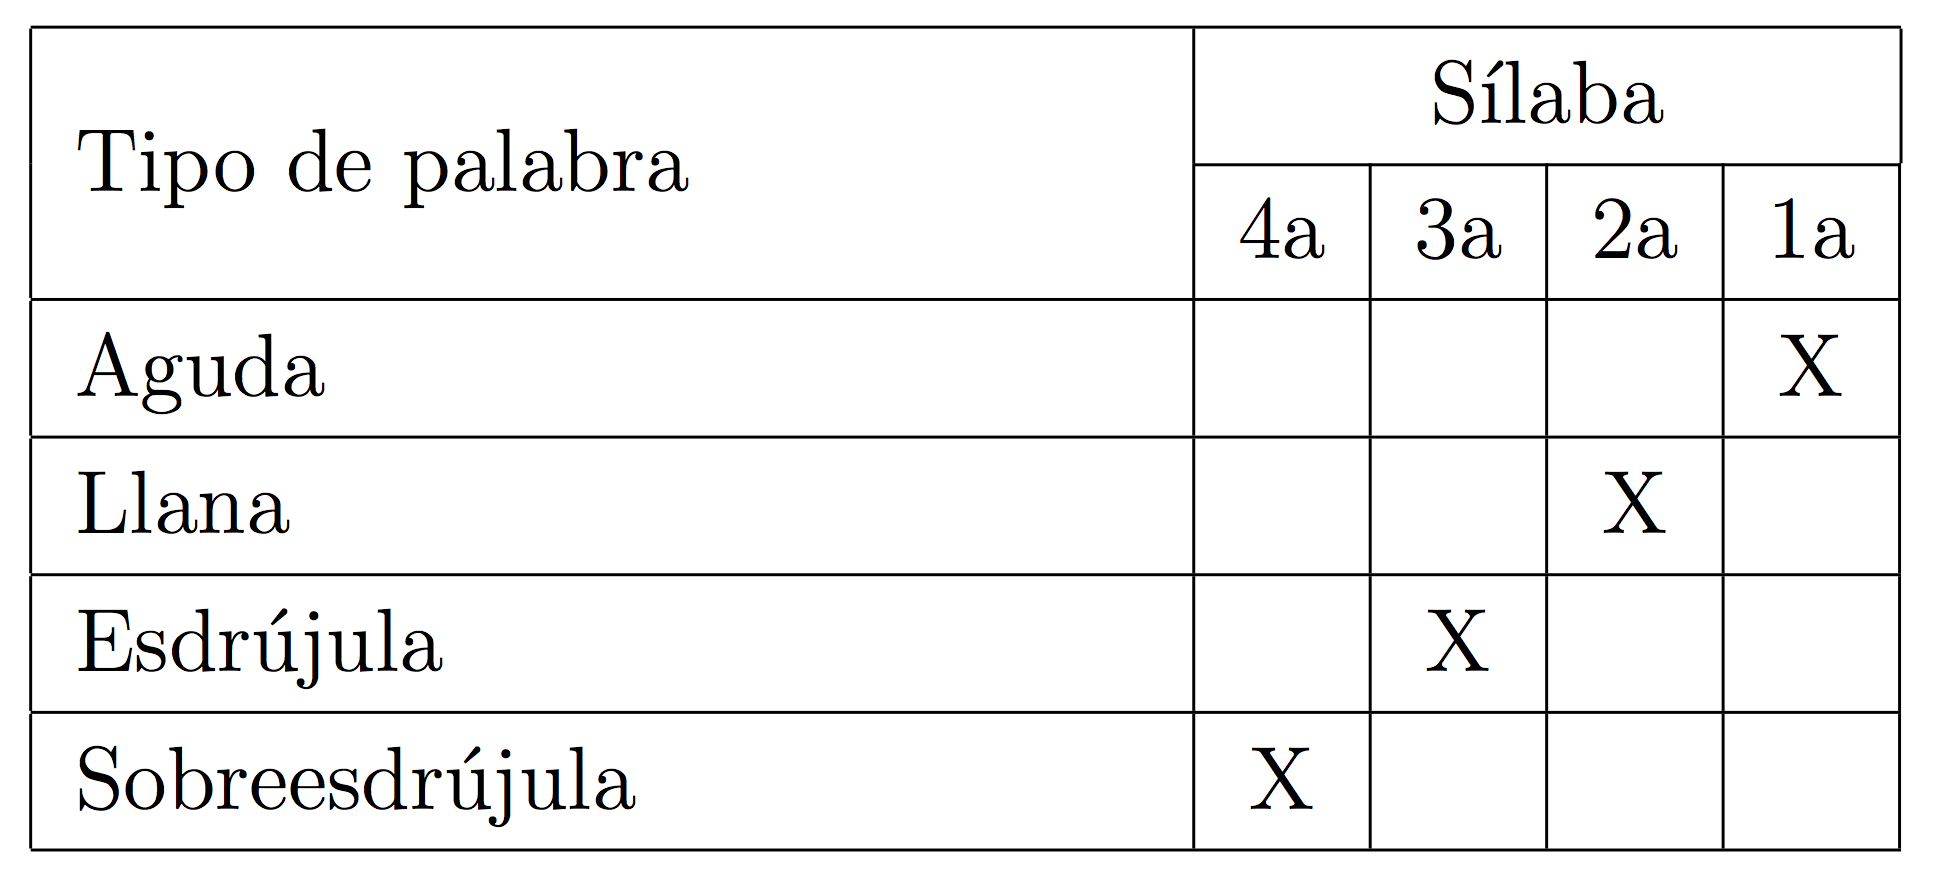 Tipo de palabra
Sílaba
4a 3a 2a 1a
Aguda X
Llana X
Esdrújula X
Sobreesdrújula X